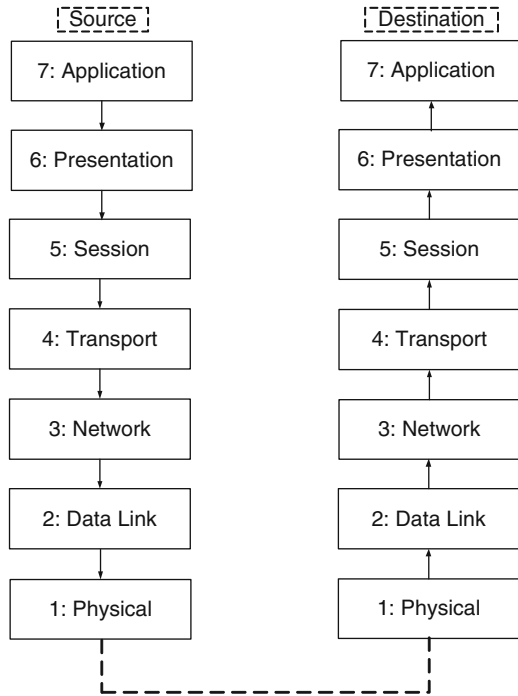 Source
7: Application
6: Presentation
5: Session
4: Transport
3: Network
2: Data Link
1: Physical
Destination
7: Application
6: Presentation
5: Session
4: Transport
3: Network
2: Data Link
1: Physical